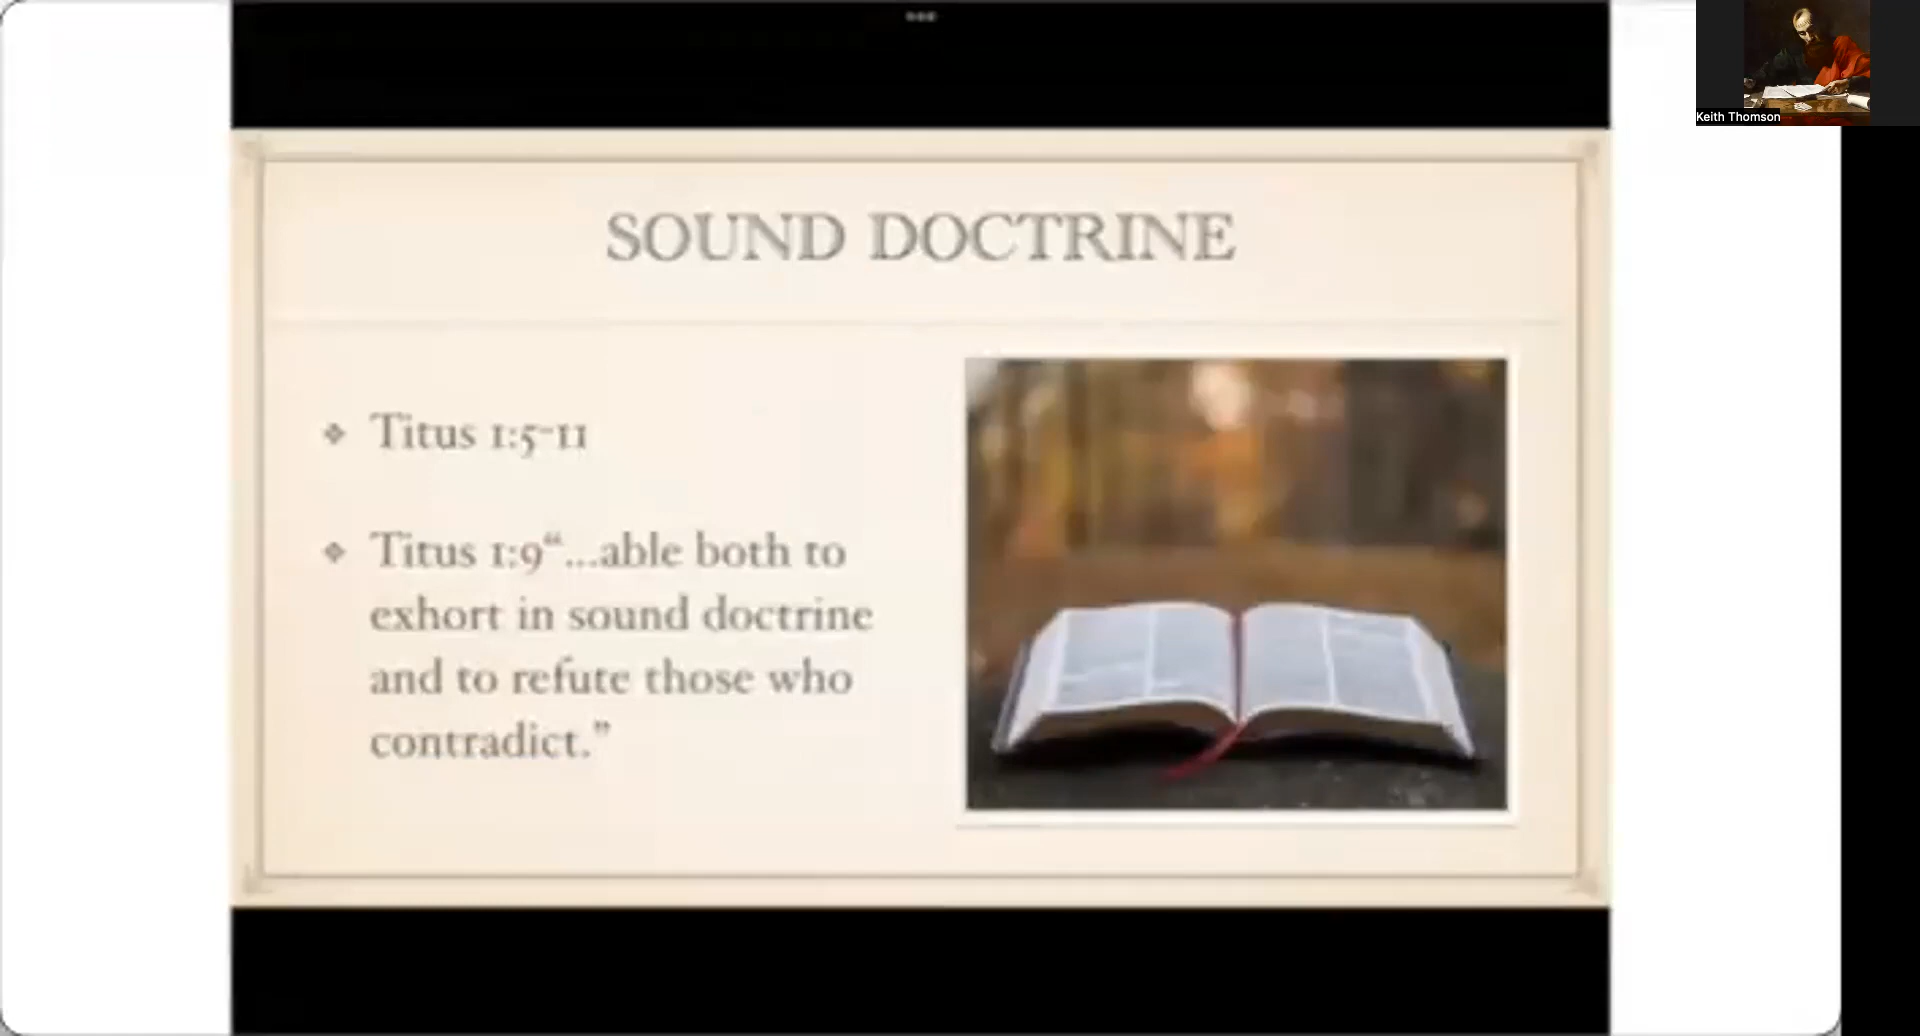 Keith Thomson
SOUND DOCTRINE
❖ Titus 1:5-11
❖ Titus 1:9“...able both to
exhort in sound doctrine
and to refute those who
contradict.”